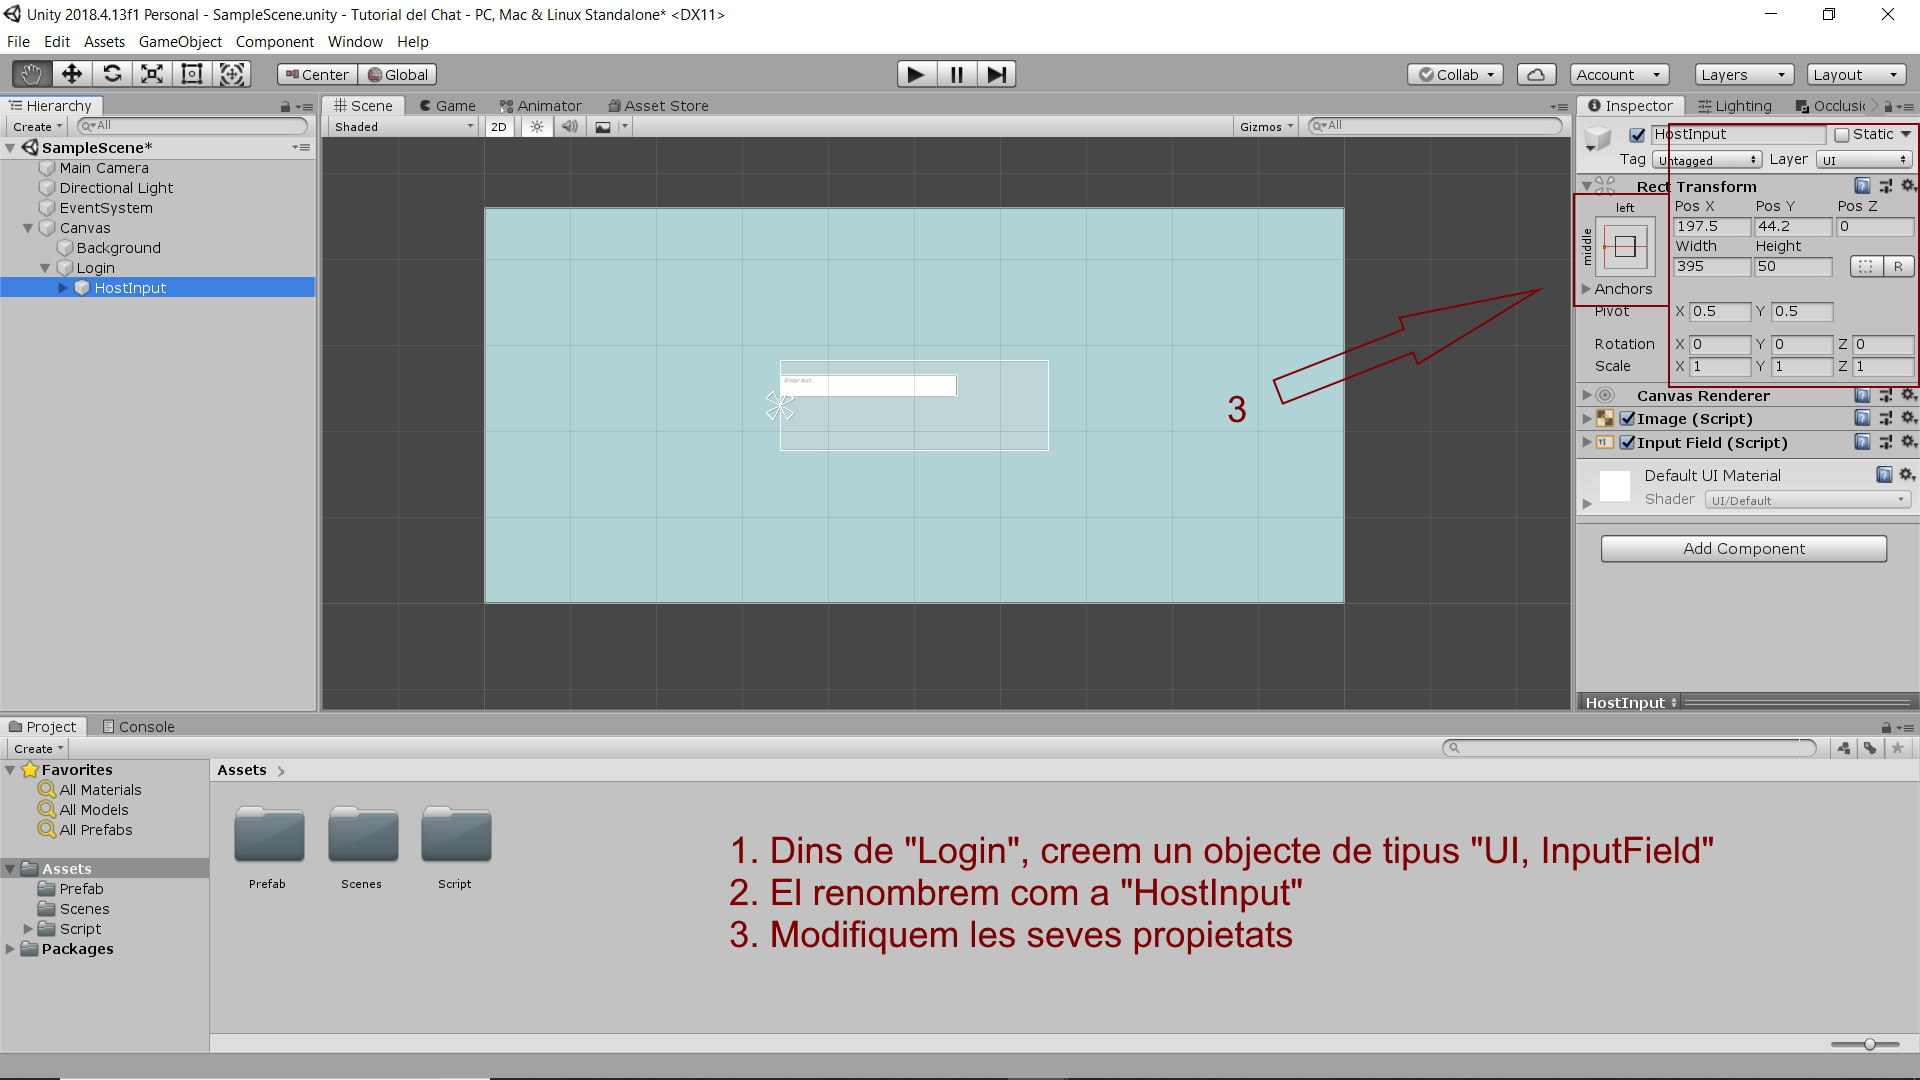 Unity 2018.4.13f1 Personal - SampleScene.unity - Tutorial del Chat - PC, Mac & Linux Standalone* <DX11>
File Edit Assets GameObject Component Window Help
Center Global
Collab Account Layers Layout
Hierarchy
Create All
SampleScene*
Main Camera
Directional Light
EventSystem
Canvas
Background
Login
HostInput
Scene Game Animator Asset Store
Shaded 2D Gizmos All
Enter text...
3
Inspector Lighting
HostInput Static
Tag Untagged Layer UI
Rect Transform
left
middle
Pos X Pos Y Pos Z
197.5 44.2 0
Width Height
395 50 R
Anchors
Pivot X 0.5 Y 0.5
Rotation X 0 Y 0 Z 0
Scale X 1 Y 1 Z 1
Canvas Renderer
Image (Script)
Input Field (Script)
Default UI Material
Shader UI/Default
Add Component
HostInput
Project Console
Create
Favorites
All Materials
All Models
All Prefabs
Assets
Prefab
Scenes
Script
Packages
Assets
Prefab Scenes Script
1. Dins de "Login", creem un objecte de tipus "UI, InputField"
2. El renombrem com a "HostInput"
3. Modifiquem les seves propietats